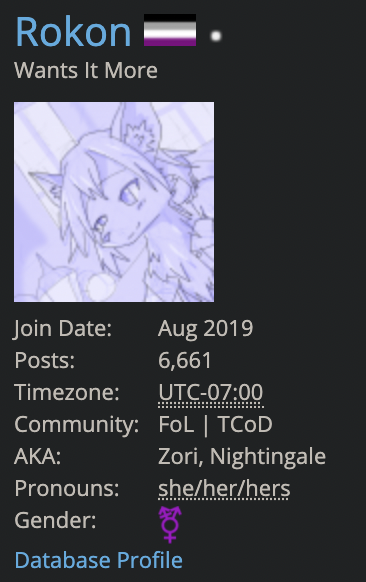 Rokon
Wants It More
Join Date: Aug 2019
Posts: 6,661
Timezone: UTC-07:00
Community: FoL | TCoD
AKA: Zori, Nightingale
Pronouns: she/her/hers
Gender: ⚧
Database Profile